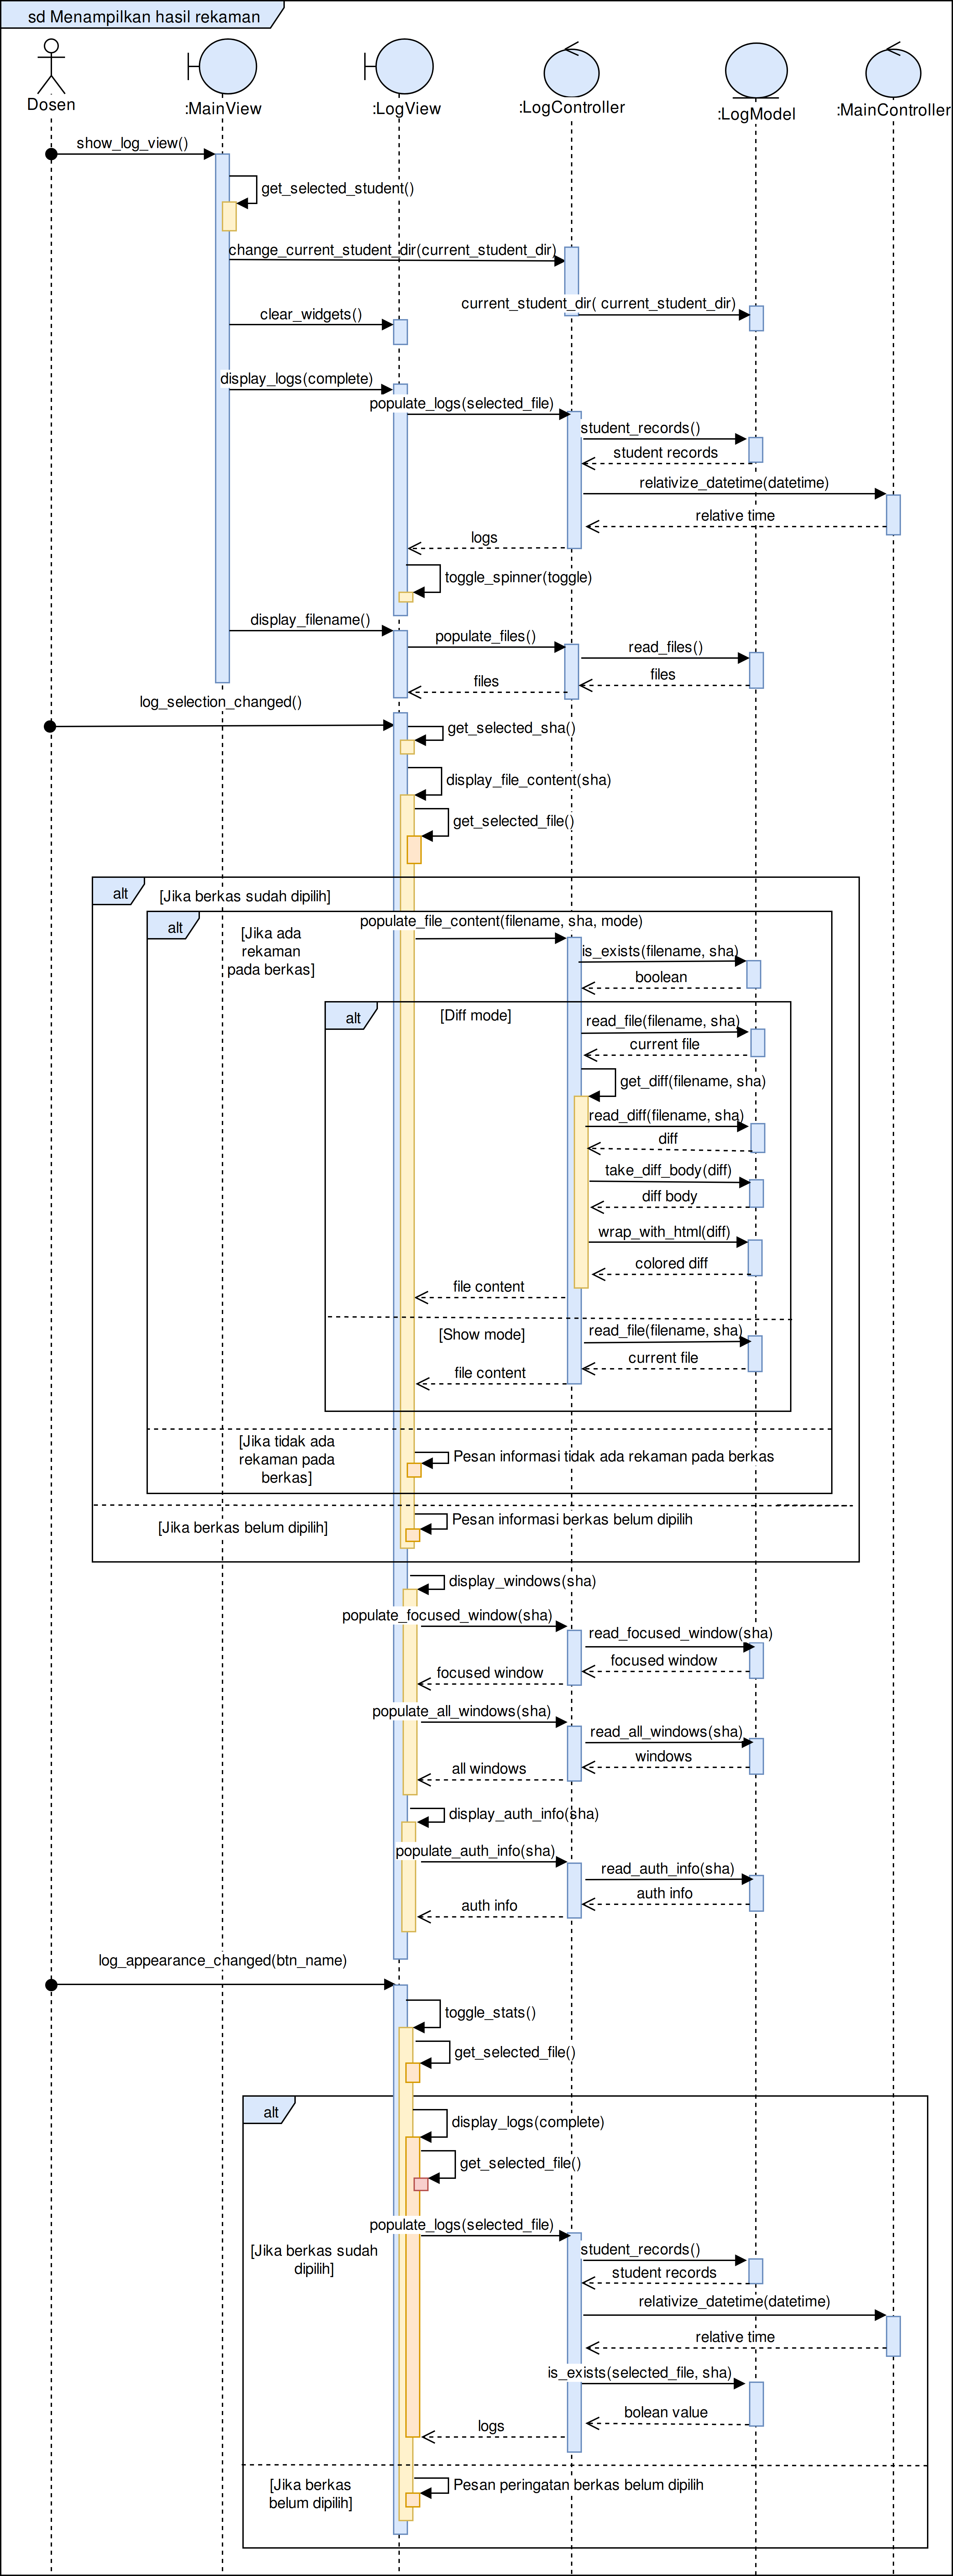 sd Menampilkan hasil rekaman
Dosen
:MainView
:LogView
:LogController
:LogModel
:MainController
show_log_view()
get_selected_student()
change_current_student_dir(current_student_dir)
current_student_dir( current_student_dir)
clear_widgets()
display_logs(complete)
populate_logs(selected_file)
student_records()
student records
relativize_datetime(datetime)
relative time
logs
toggle_spinner(toggle)
display_filename()
populate_files()
read_files()
files
files
log_selection_changed()
get_selected_sha()
display_file_content(sha)
get_selected_file()
alt
[Jika berkas sudah dipilih]
alt
[Jika ada
rekaman
pada berkas]
populate_file_content(filename, sha, mode)
is_exists(filename, sha)
boolean
alt
[Diff mode]
read_file(filename, sha)
current file
get_diff(filename, sha)
read_diff(filename, sha)
diff
take_diff_body(diff)
diff body
wrap_with_html(diff)
colored diff
file content
[Show mode]
read_file(filename, sha)
current file
file content
[Jika tidak ada
rekaman pada
berkas]
Pesan informasi tidak ada rekaman pada berkas
[Jika berkas belum dipilih]
Pesan informasi berkas belum dipilih
display_windows(sha)
populate_focused_window(sha)
read_focused_window(sha)
focused window
focused window
populate_all_windows(sha)
read_all_windows(sha)
windows
all windows
display_auth_info(sha)
populate_auth_info(sha)
read_auth_info(sha)
auth info
auth info
log_appearance_changed(btn_name)
toggle_stats()
get_selected_file()
alt
display_logs(complete)
get_selected_file()
populate_logs(selected_file)
[Jika berkas sudah
dipilih]
student_records()
student records
relativize_datetime(datetime)
relative time
is_exists(selected_file, sha)
bolean value
logs
[Jika berkas
belum dipilih]
Pesan peringatan berkas belum dipilih